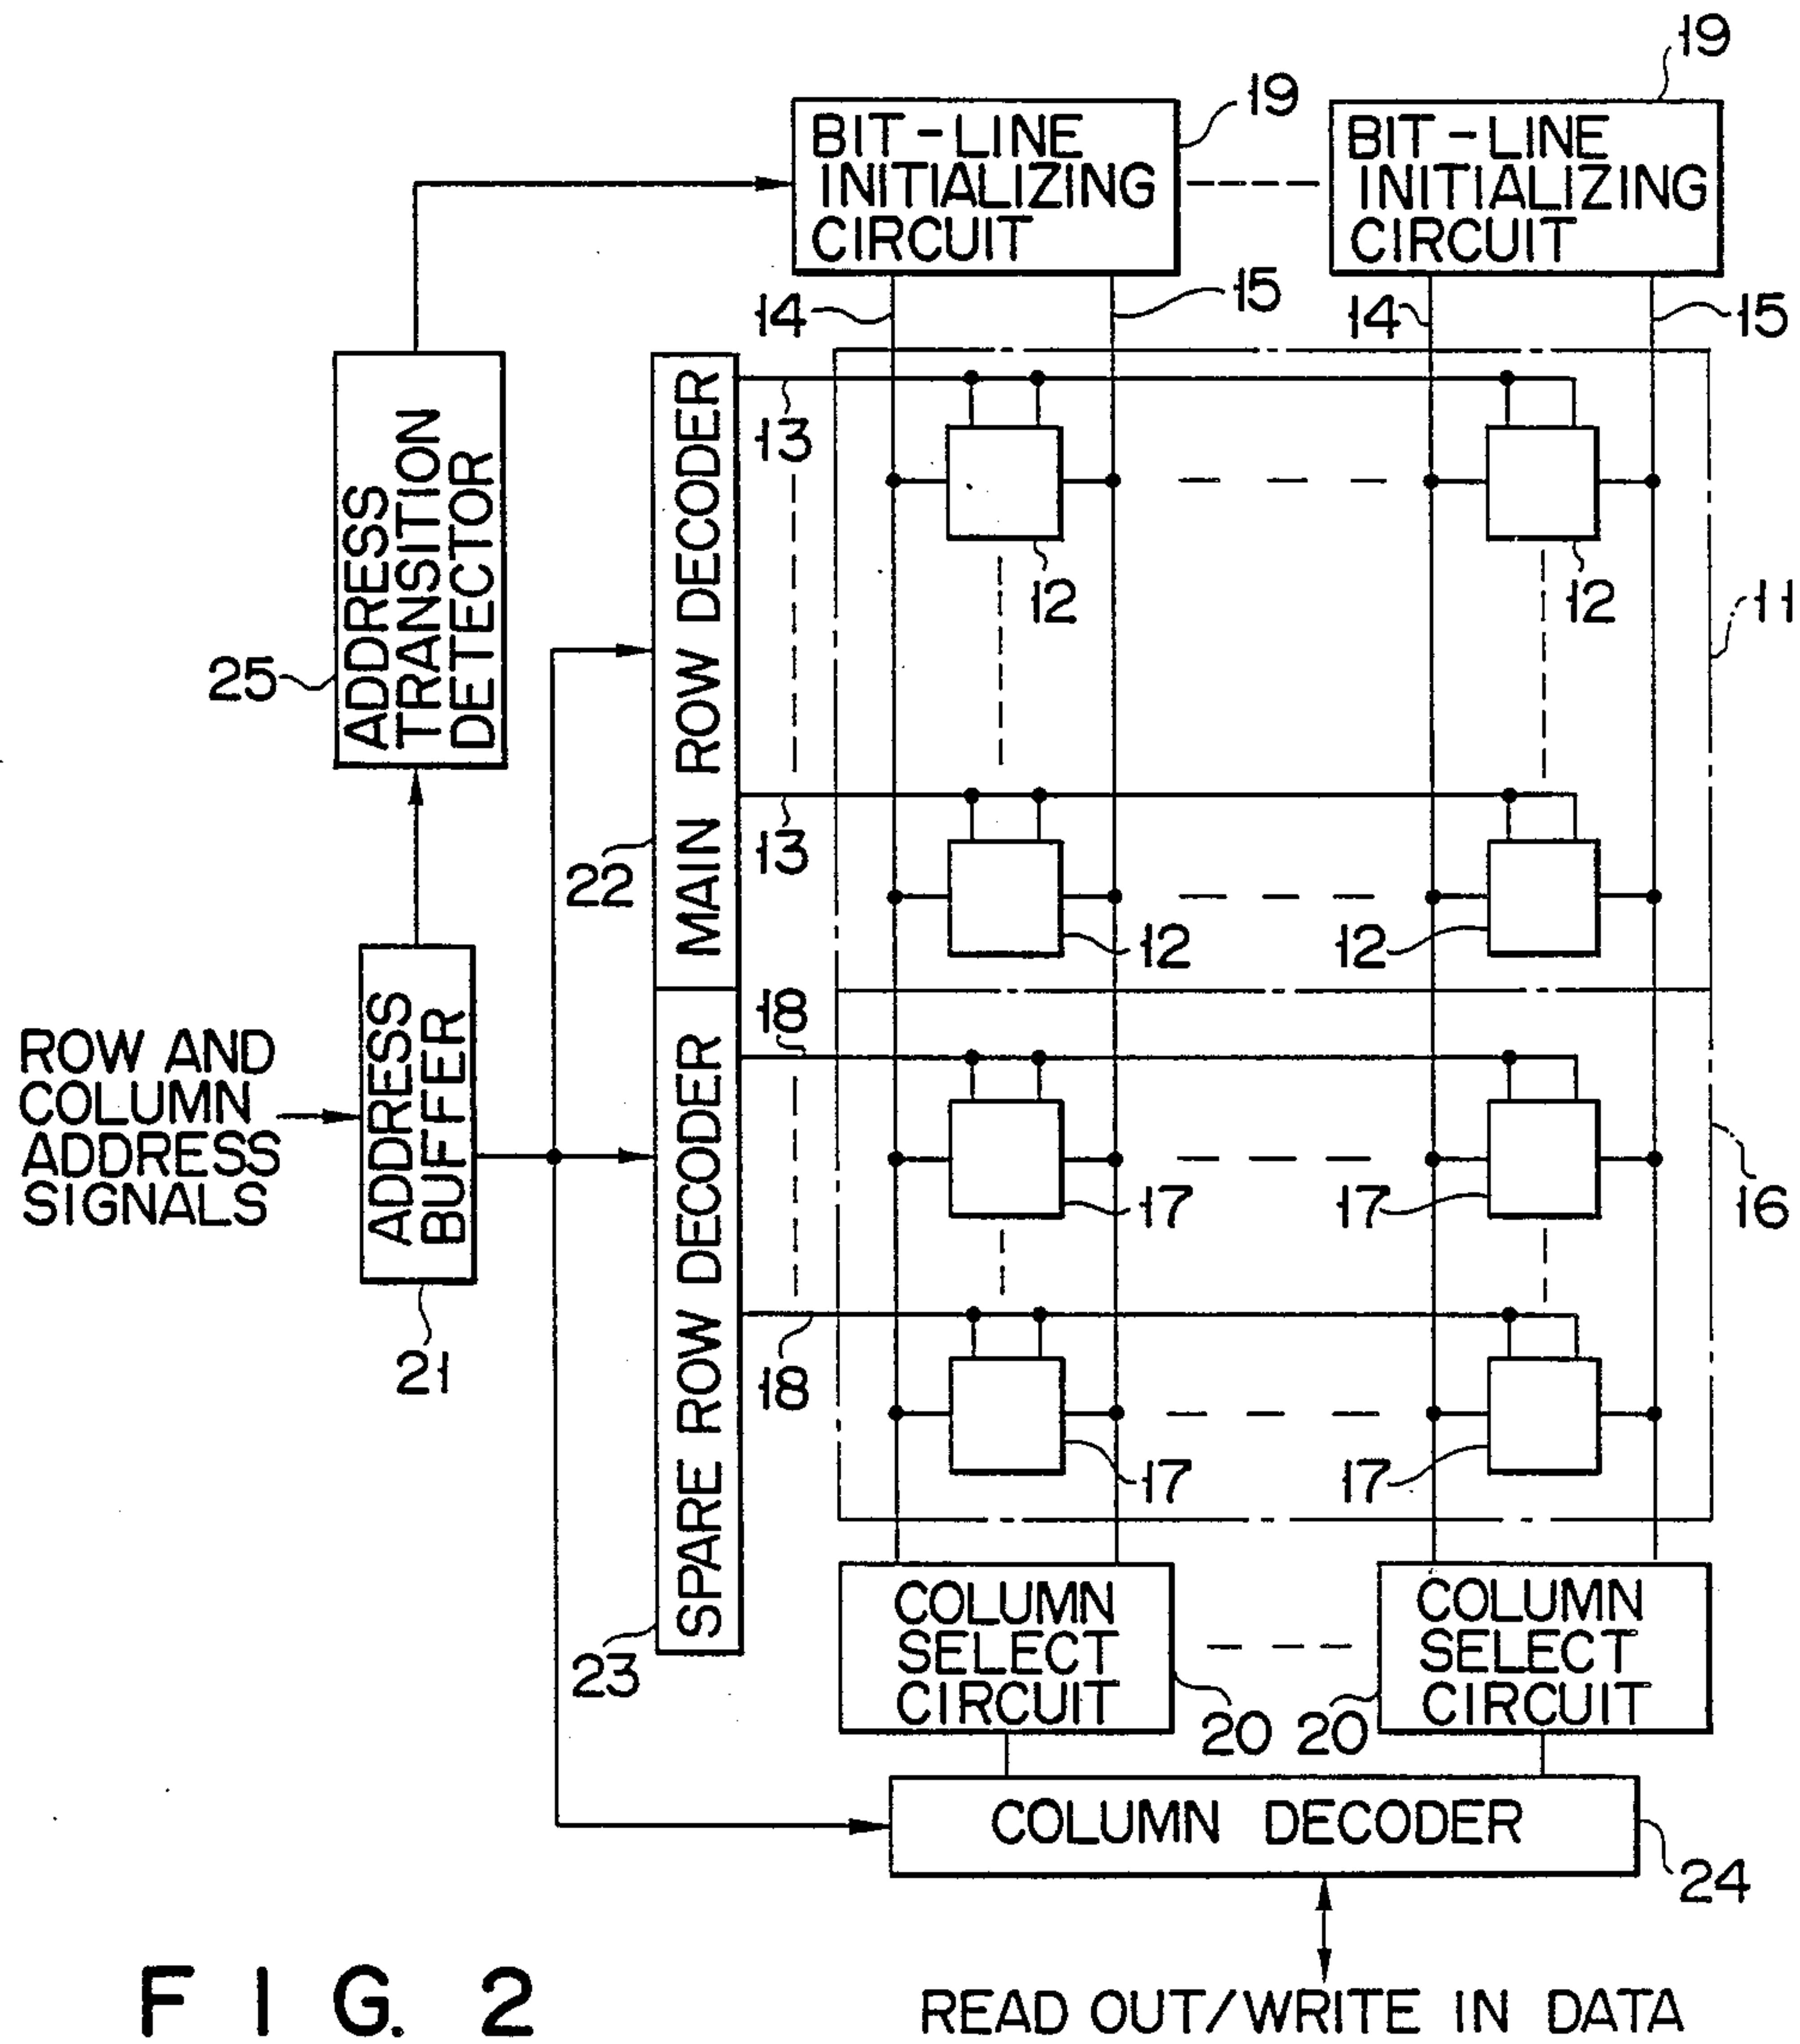 19
19
BIT-LINE
INITIALIZING
CIRCUIT
BIT-LINE
INITIALIZING
CIRCUIT
14
15
14
15
ADDRESS
TRANSITION
DETECTOR
25
MAIN ROW DECODER
22
13
12
12
11
13
12
12
ROW AND
COLUMN
ADDRESS
SIGNALS
ADDRESS
BUFFER
21
SPARE ROW DECODER
23
18
17
17
16
18
17
17
COLUMN
SELECT
CIRCUIT
20
COLUMN
SELECT
CIRCUIT
20
COLUMN DECODER
24
READ OUT/WRITE IN DATA
FIG. 2